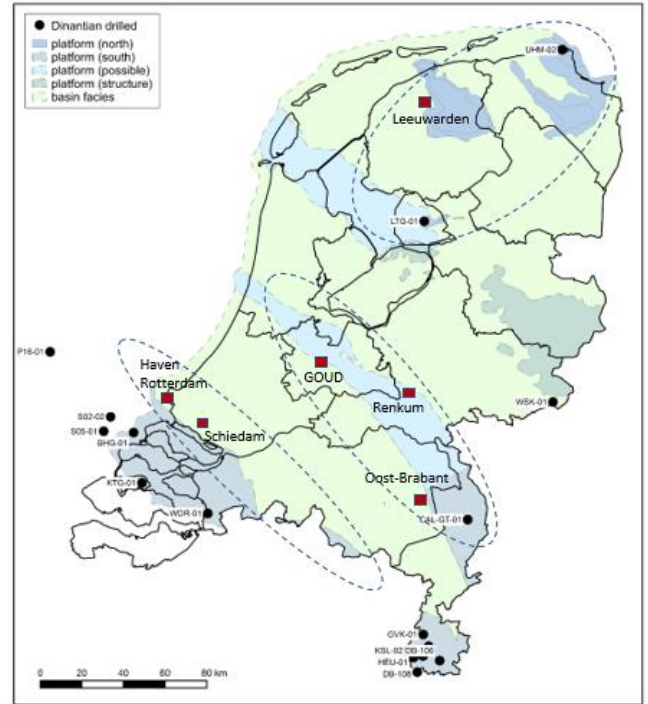 Dinantian drilled
platform (north)
platform (south)
platform (possible)
platform (structure)
basin facies
UHM-02
Leeuwarden
LTG-01
P16-01
Haven
Rotterdam
GOUD
Renkum
WSK-01
S02-02
S05-01
BHG-01
Schiedam
KTG-01
WDR-01
Oost-Brabant
CAL-GT-01
GVK-01
KSL-02 DB-106
HEU-01
DB-108
0 20 40 60 80 km